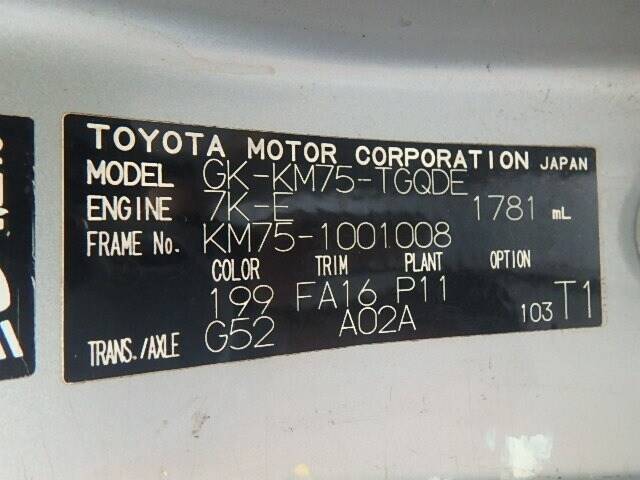 TOYOTA MOTOR CORPORATION JAPAN
MODEL GK-KM75-TGQDE
ENGINE 7K-E 1781 mL
FRAME No. KM75-1001008
COLOR TRIM PLANT OPTION
199 FA16 P11
TRANS./AXLE G52 A02A 103 T1